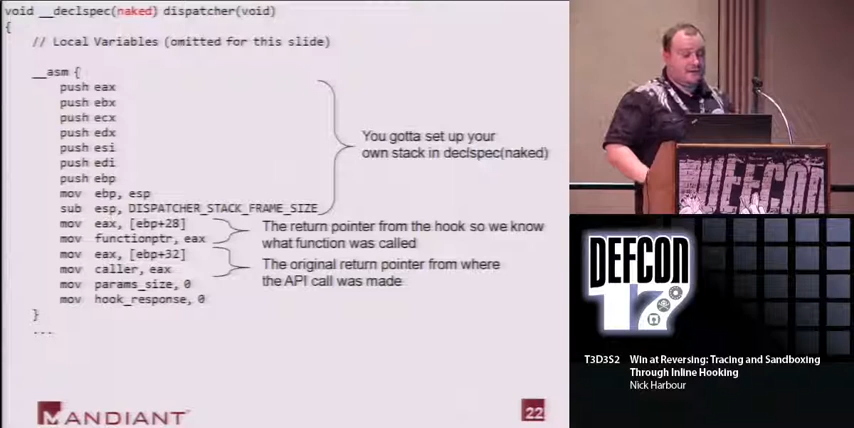 void __declspec(naked) dispatcher(void)
{
// Local Variables (omitted for this slide)
__asm {
push eax
push ebx
push ecx
push edx
push esi
push edi
push ebp
mov ebp, esp
sub esp, DISPATCHER_STACK_FRAME_SIZE
mov eax, [ebp+28]
mov functionptr, eax
mov eax, [ebp+32]
mov caller, eax
mov params_size, 0
mov hook_response, 0
}
...
You gotta set up your
own stack in declspec(naked)
The return pointer from the hook so we know
what function was called
The original return pointer from where
the API call was made
MANDIANT
22
DEFCON
DEFCON
17
T3D3S2 Win at Reversing: Tracing and Sandboxing
Through Inline Hooking
Nick Harbour